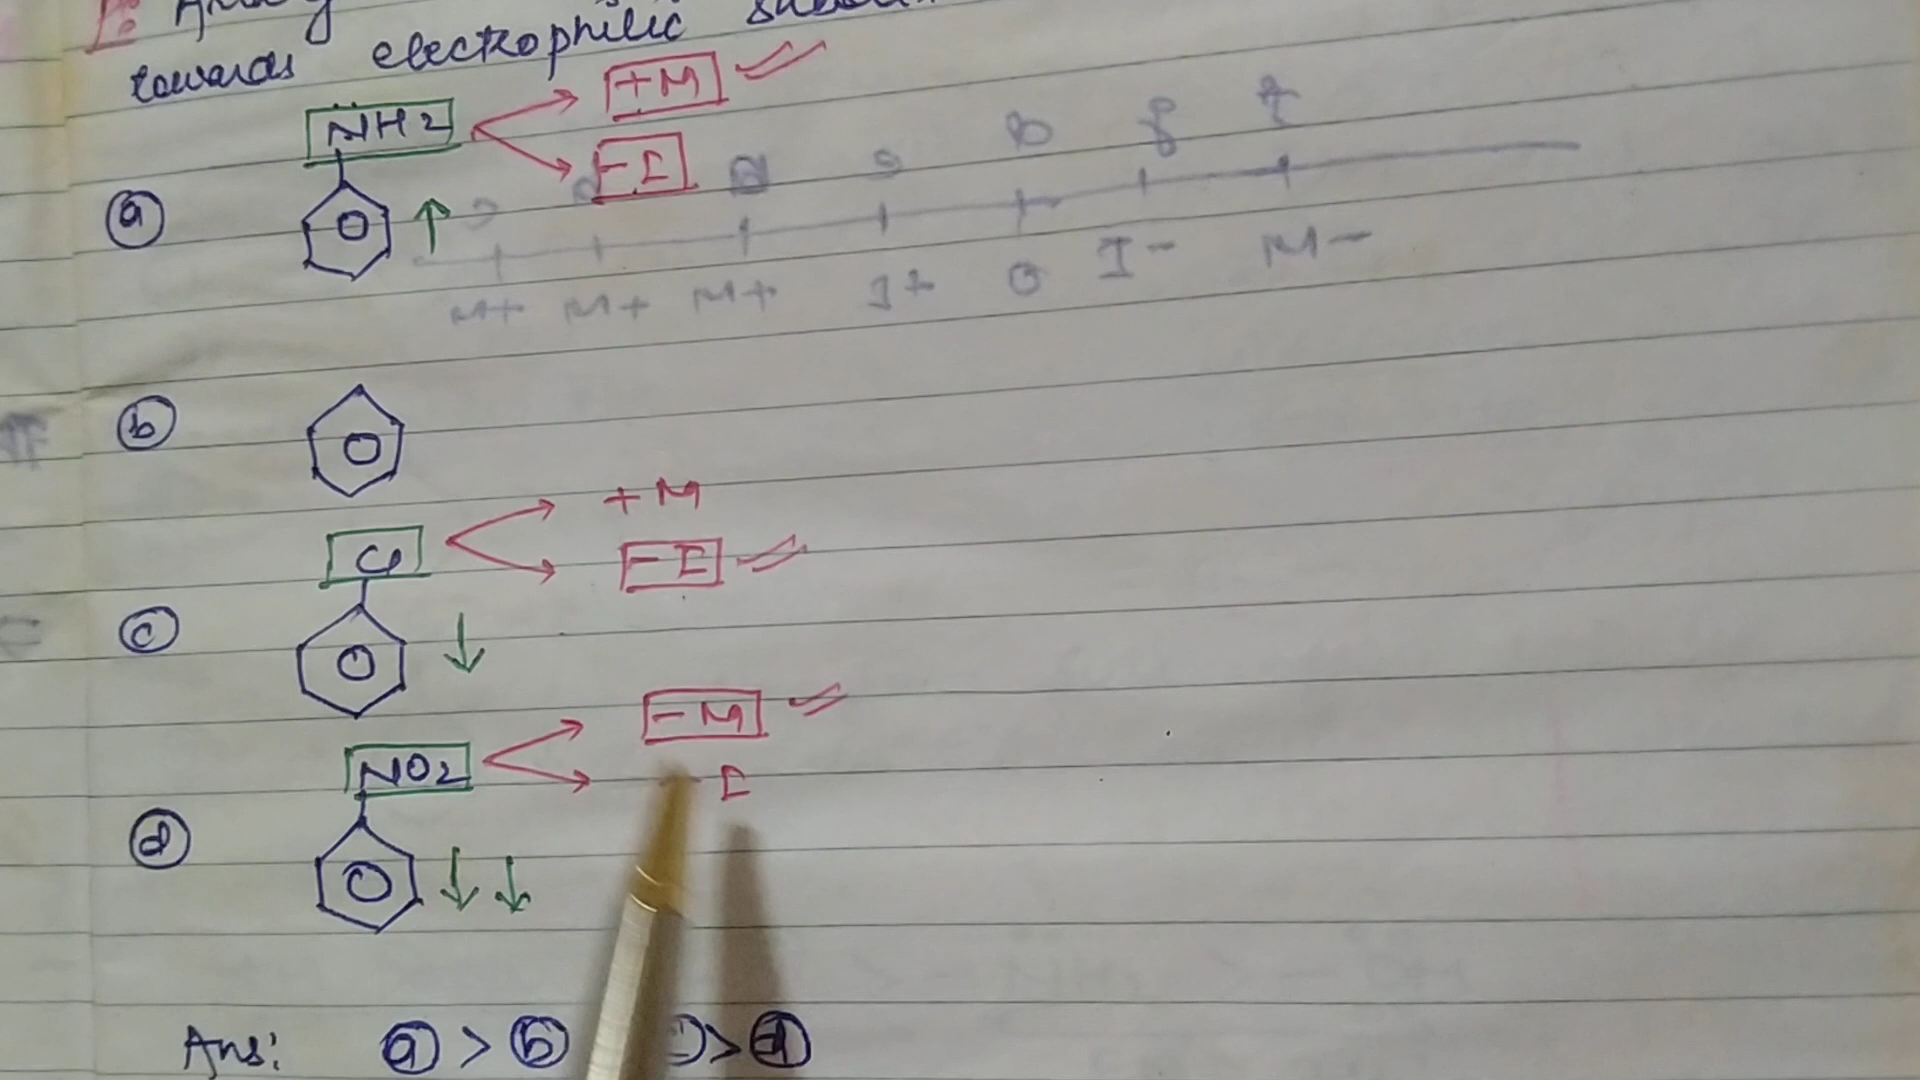 towards electrophilic
NH2 +M
-I
(a)
(b)
+M
Cl -I
(c)
-M
NO2 - I
(d)
Ans: (a) > (b) > (d)